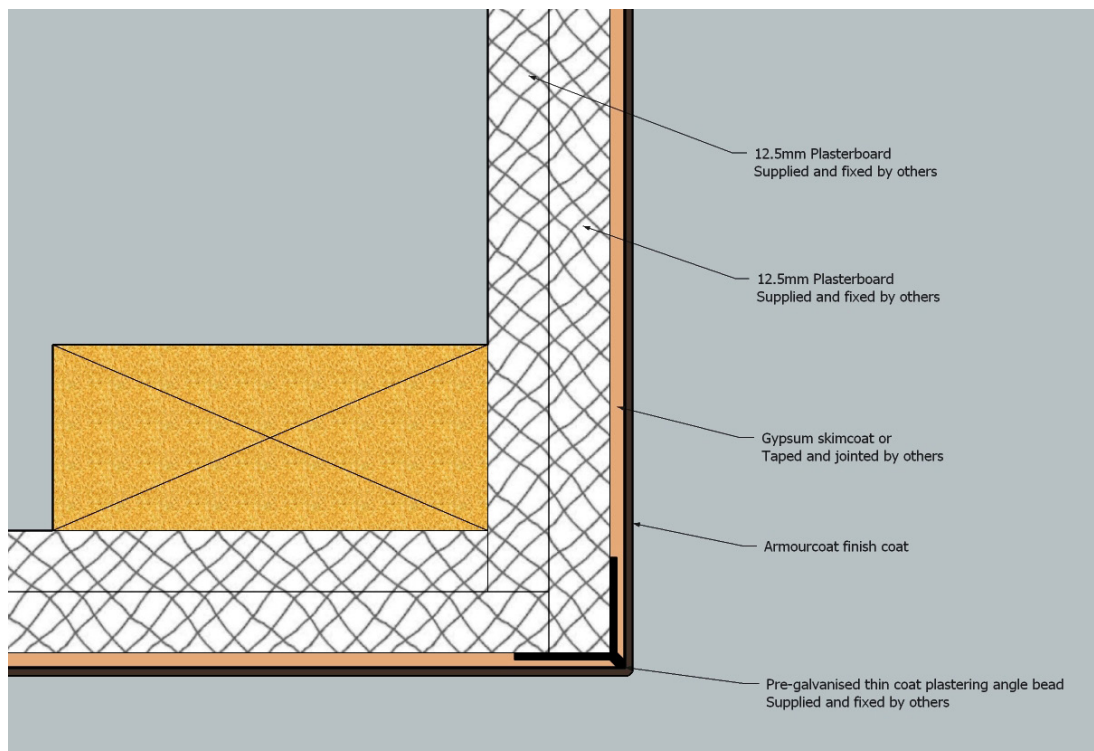 12.5mm Plasterboard
Supplied and fixed by others
12.5mm Plasterboard
Supplied and fixed by others
Gypsum skimcoat or
Taped and jointed by others
Armourcoat finish coat
Pre-galvanised thin coat plastering angle bead
Supplied and fixed by others